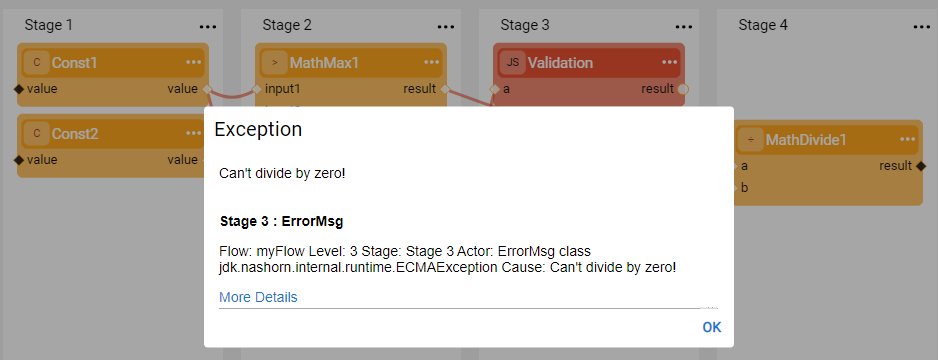 Stage 1 ... Stage 2 ... Stage 3 ... Stage 4 ...
C Const1 ... > MathMax1 ... JS Validation ...
value value input1 result a result
C Const2 ... ÷ MathDivide1 ...
value value a result
b
Exception
Can't divide by zero!
Stage 3 : ErrorMsg
Flow: myFlow Level: 3 Stage: Stage 3 Actor: ErrorMsg class
jdk.nashorn.internal.runtime.ECMAException Cause: Can't divide by zero!
More Details
OK